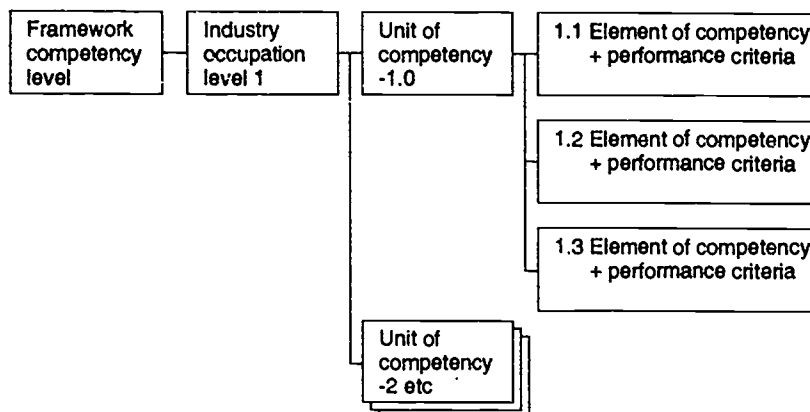 Framework
competency
level
Industry
occupation
level 1
Unit of
competency
-1.0
1.1 Element of competency
+ performance criteria
1.2 Element of competency
+ performance criteria
1.3 Element of competency
+ performance criteria
Unit of
competency
-2 etc